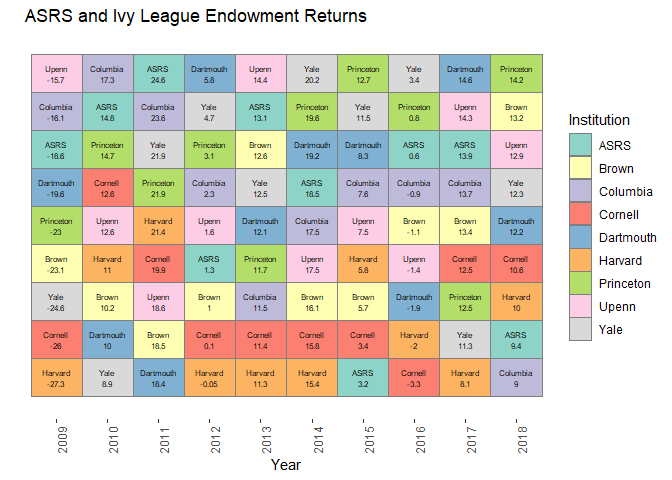 ASRS and Ivy League Endowment Returns
Upenn Columbia ASRS Dartmouth Upenn Yale Princeton Yale Dartmouth Princeton
-15.7 17.3 24.6 5.8 14.4 20.2 12.7 3.4 14.6 14.2
Columbia ASRS Columbia Yale ASRS Princeton Yale Princeton Upenn Brown
-16.1 14.8 23.6 4.7 13.1 19.6 11.5 0.8 14.3 13.2
ASRS Princeton Yale Princeton Brown Dartmouth Dartmouth ASRS ASRS Upenn
-18.6 14.7 21.9 3.1 12.6 19.2 8.3 0.6 13.9 12.9
Dartmouth Cornell Princeton Columbia Yale ASRS Columbia Columbia Columbia Yale
-19.6 12.6 21.9 2.3 12.5 18.5 7.6 -0.9 13.7 12.3
Princeton Upenn Harvard Upenn Dartmouth Columbia Upenn Brown Brown Dartmouth
-23 12.6 21.4 1.6 12.1 17.5 7.5 -1.1 13.4 12.2
Brown Harvard Cornell ASRS Princeton Upenn Harvard Upenn Cornell Cornell
-23.1 11 19.9 1.3 11.7 17.5 5.8 -1.4 12.5 10.6
Yale Brown Upenn Brown Columbia Brown Brown Dartmouth Princeton Harvard
-24.6 10.2 18.6 1 11.5 16.1 5.7 -1.9 12.5 10
Cornell Dartmouth Brown Cornell Cornell Cornell Cornell Harvard Yale ASRS
-26 10 18.5 0.1 11.4 15.8 3.4 -2 11.3 9.4
Harvard Yale Dartmouth Harvard Harvard Harvard ASRS Cornell Harvard Columbia
-27.3 8.9 18.4 -0.05 11.3 15.4 3.2 -3.3 8.1 9
2009 2010 2011 2012 2013 2014 2015 2016 2017 2018
Year
Institution
ASRS
Brown
Columbia
Cornell
Dartmouth
Harvard
Princeton
Upenn
Yale